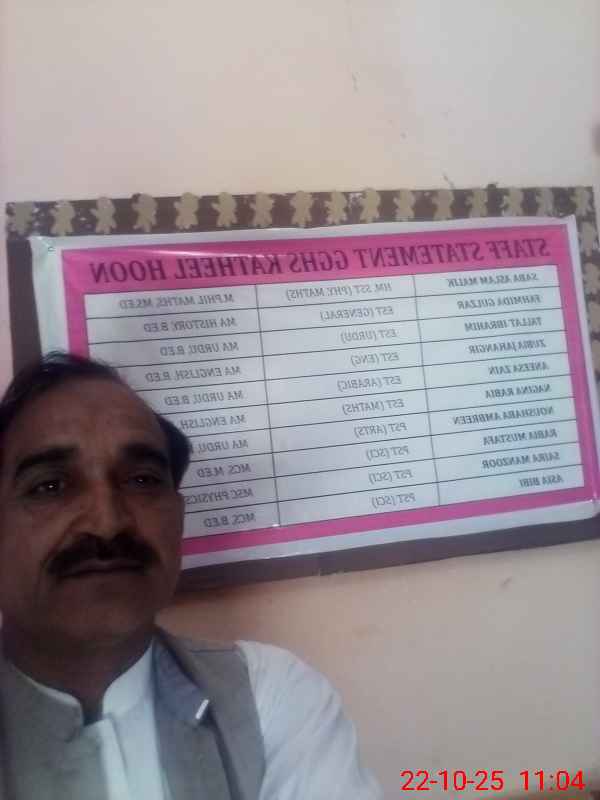 STAFF STATEMENT GGHS KATHEEL HOON
SABA ASLAM MALIK HM, SST (PHY. MATHS) M.PHIL MATHS, MS.ED
FAHMIDA GULZAR EST (GENERAL) MA HISTORY, B.ED
TALLAT IBRAHIM EST (URDU) MA URDU, B.ED
ZUBIA JAHANGIR EST (ENG) MA ENGLISH, B.ED
ANEESA ZAIN EST (ARABIC) MA URDU, B.ED
NAGINA RABIA EST (MATHS) MA ENGLISH
NOUSHABA AMBREEN PST (ARTS) MA URDU,
RABIA MUSTAFA PST (SCI) MCS, M.ED
SAIRA MANZOOR PST (SCI) MSC PHYSICS
ASIA BIBI PST (SCI) MCS, B.ED
22-10-25 11:04